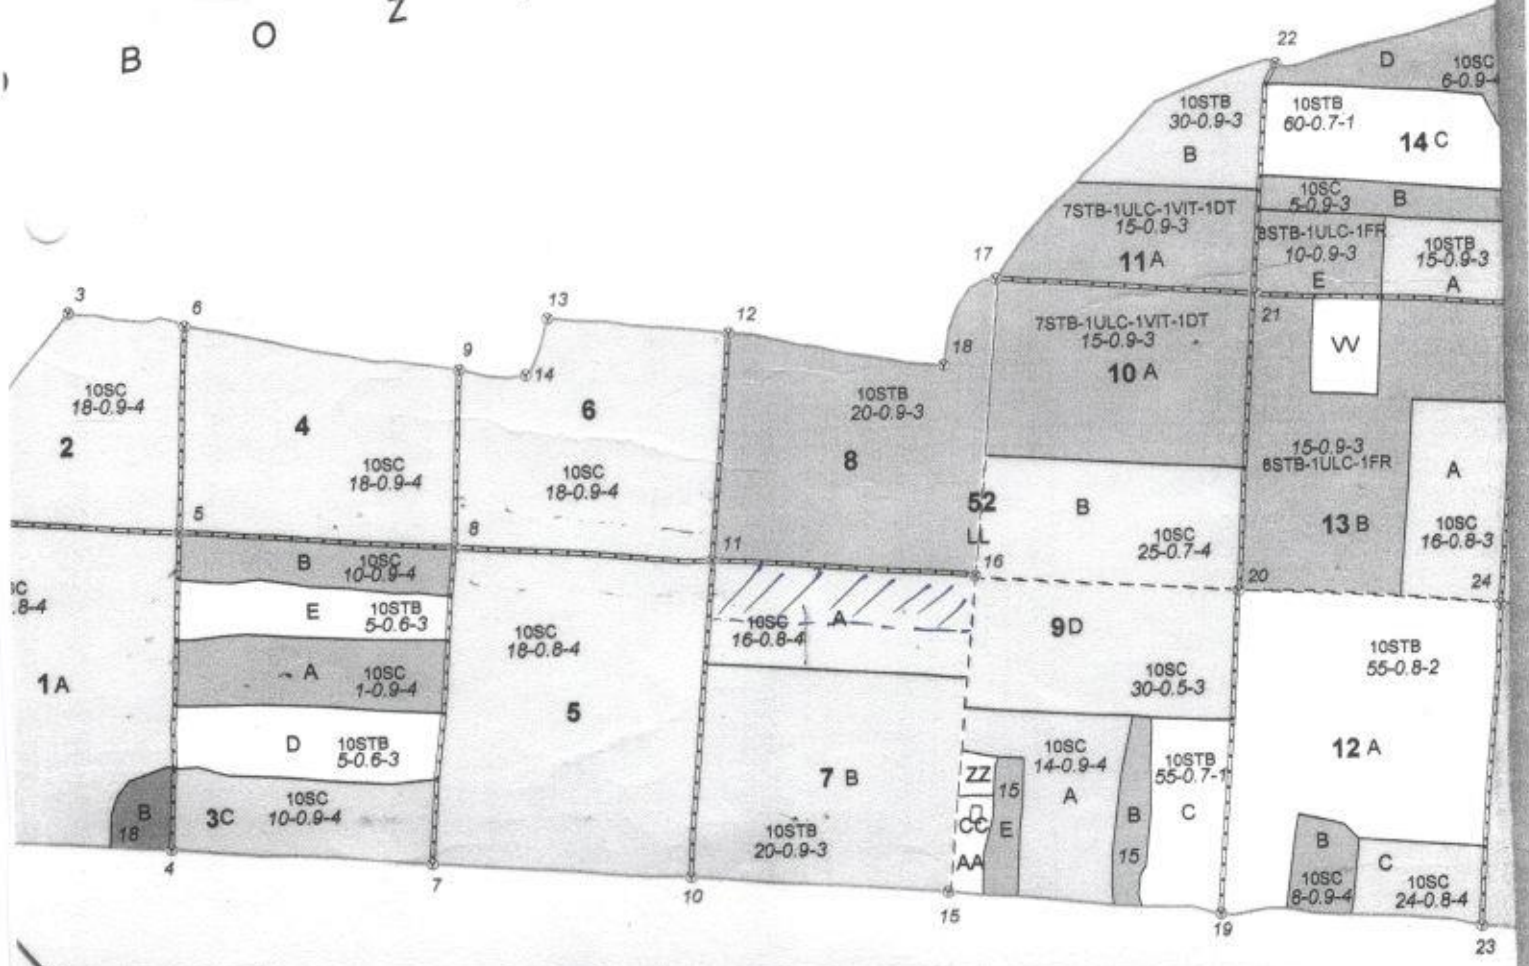 B O Z
22
D
10SC
6-0.9-4
10STB
30-0.9-3
B
10STB
60-0.7-1
14 C
10SC
5-0.9-3
B
7STB-1ULC-1VIT-1DT
15-0.9-3
11 A
8STB-1ULC-1FR
10-0.9-3
E
10STB
15-0.9-3
A
17
3
6
13
12
9
14
18
21
10SC
18-0.9-4
2
4
10SC
18-0.9-4
6
10SC
18-0.9-4
10STB
20-0.9-3
8
7STB-1ULC-1VIT-1DT
15-0.9-3
10 A
VV
15-0.9-3
8STB-1ULC-1FR
13 B
A
10SC
16-0.8-3
24
52
LL
B
10SC
25-0.7-4
5
8
11
16
20
.8-4
1 A
B
10SC
10-0.9-4
E
10STB
5-0.6-3
A
10SC
1-0.9-4
D
10STB
5-0.6-3
B
18
3C
10SC
10-0.9-4
10SC
18-0.8-4
5
10SC
16-0.8-4
A
7 B
10STB
20-0.9-3
9D
10SC
30-0.5-3
ZZ
CC
AA
15
E
10SC
14-0.9-4
A
B
15
10STB
55-0.7-1
C
10STB
55-0.8-2
12 A
B
10SC
8-0.9-4
C
10SC
24-0.8-4
4
7
10
15
19
23